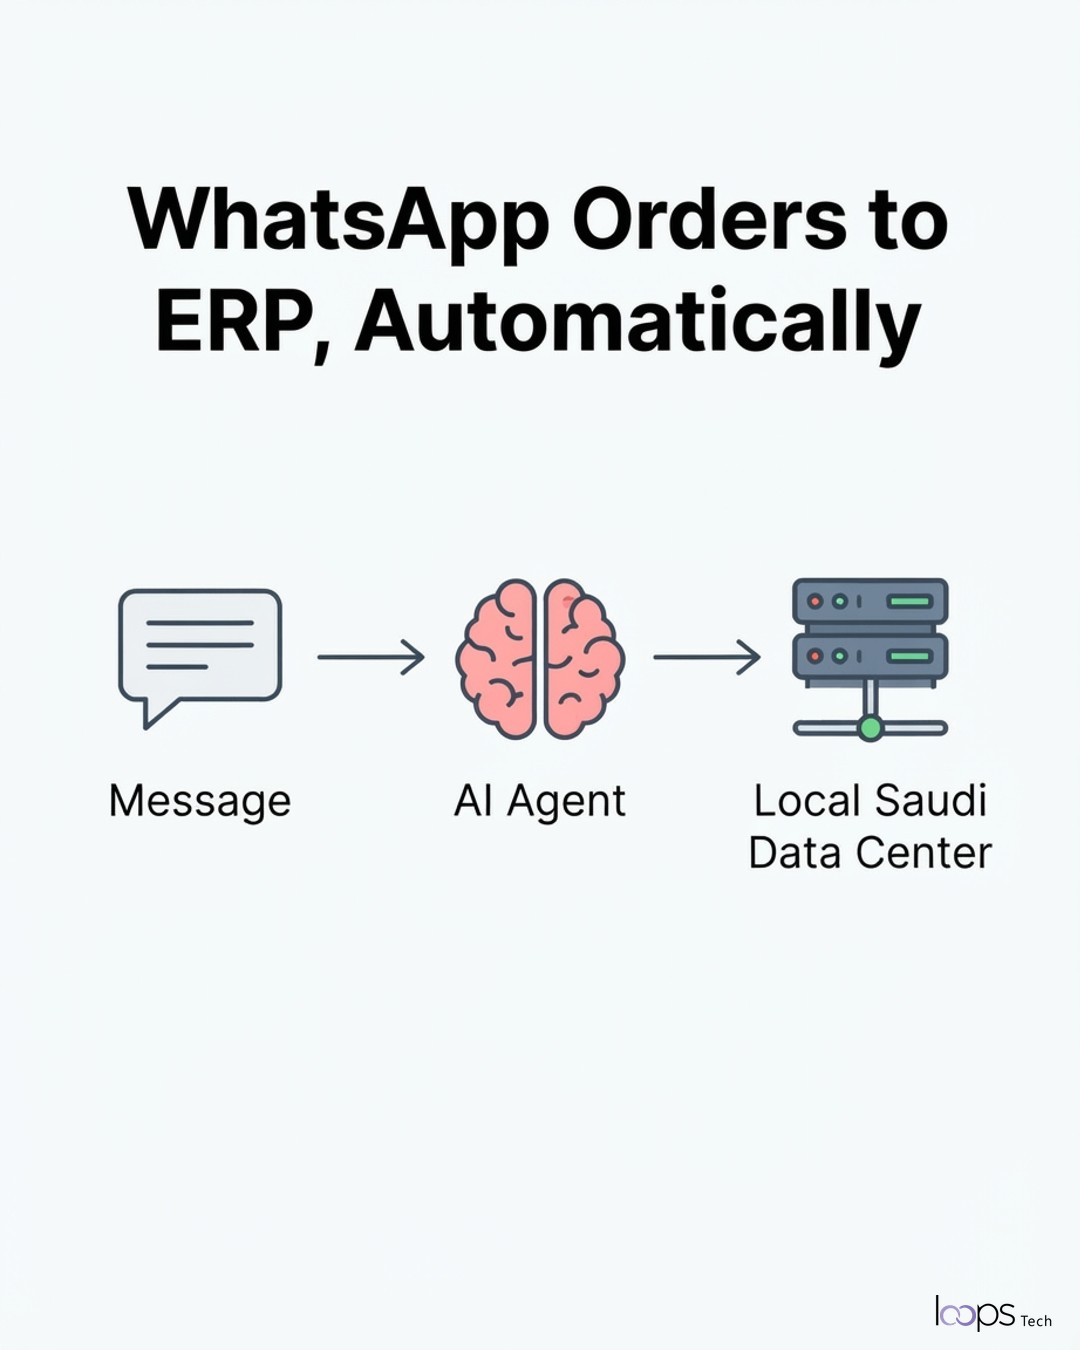 WhatsApp Orders to
ERP, Automatically
Message
AI Agent
Local Saudi
Data Center
loops Tech